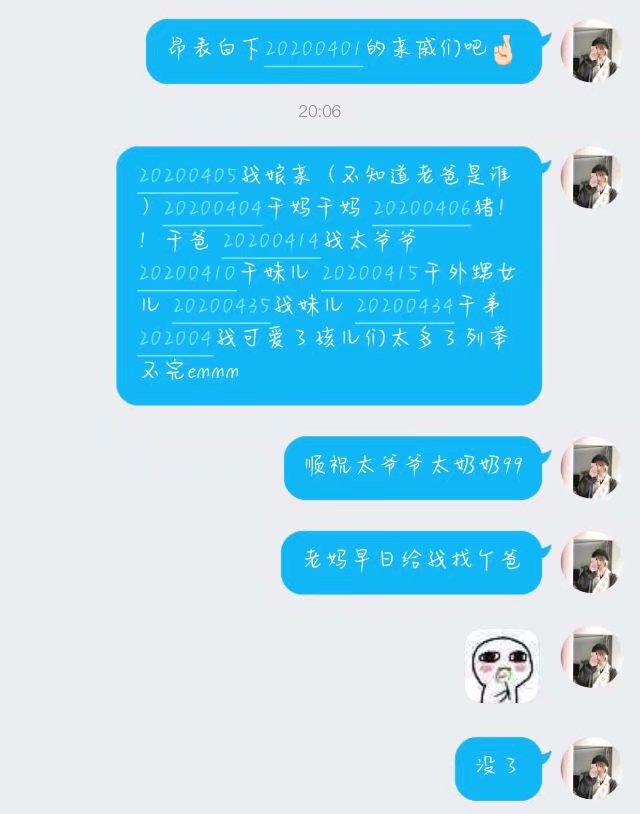 昂表白下20200401的亲戚们吧
20:06
20200405我娘亲（不知道老爸是谁
）20200404干妈干妈 20200406猪！
！干爸 20200414我太爷爷
20200410干妹儿 20200415干外甥女
儿 20200435我妹儿 20200434干弟
202004我可爱了孩儿们太多了列举
不完emmm
顺祝太爷爷太奶奶99
老妈早日给我找个爸
没了